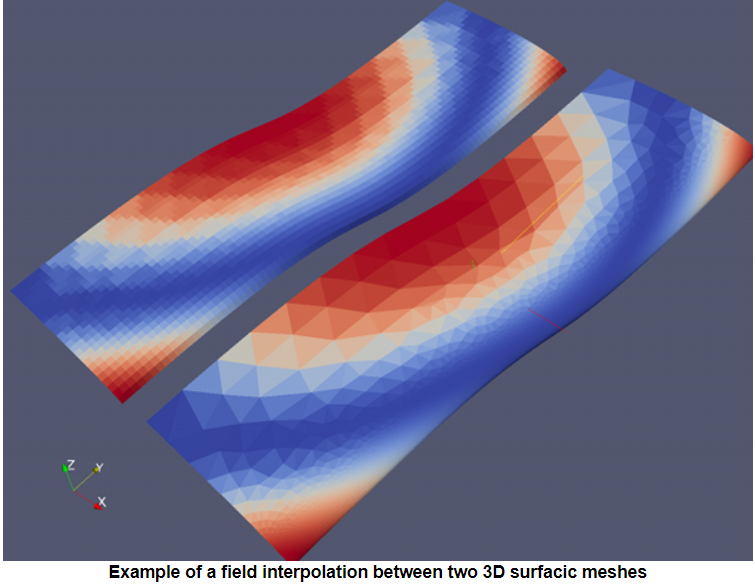 Z
Y
X
Example of a field interpolation between two 3D surfacic meshes